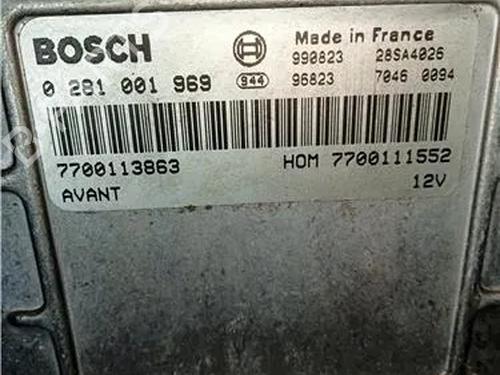 BOSCH
Made in France
990823 28SA4026
0 281 001 969 944 96823 7046 0094
7700113863 HOM 7700111552
AVANT 12V